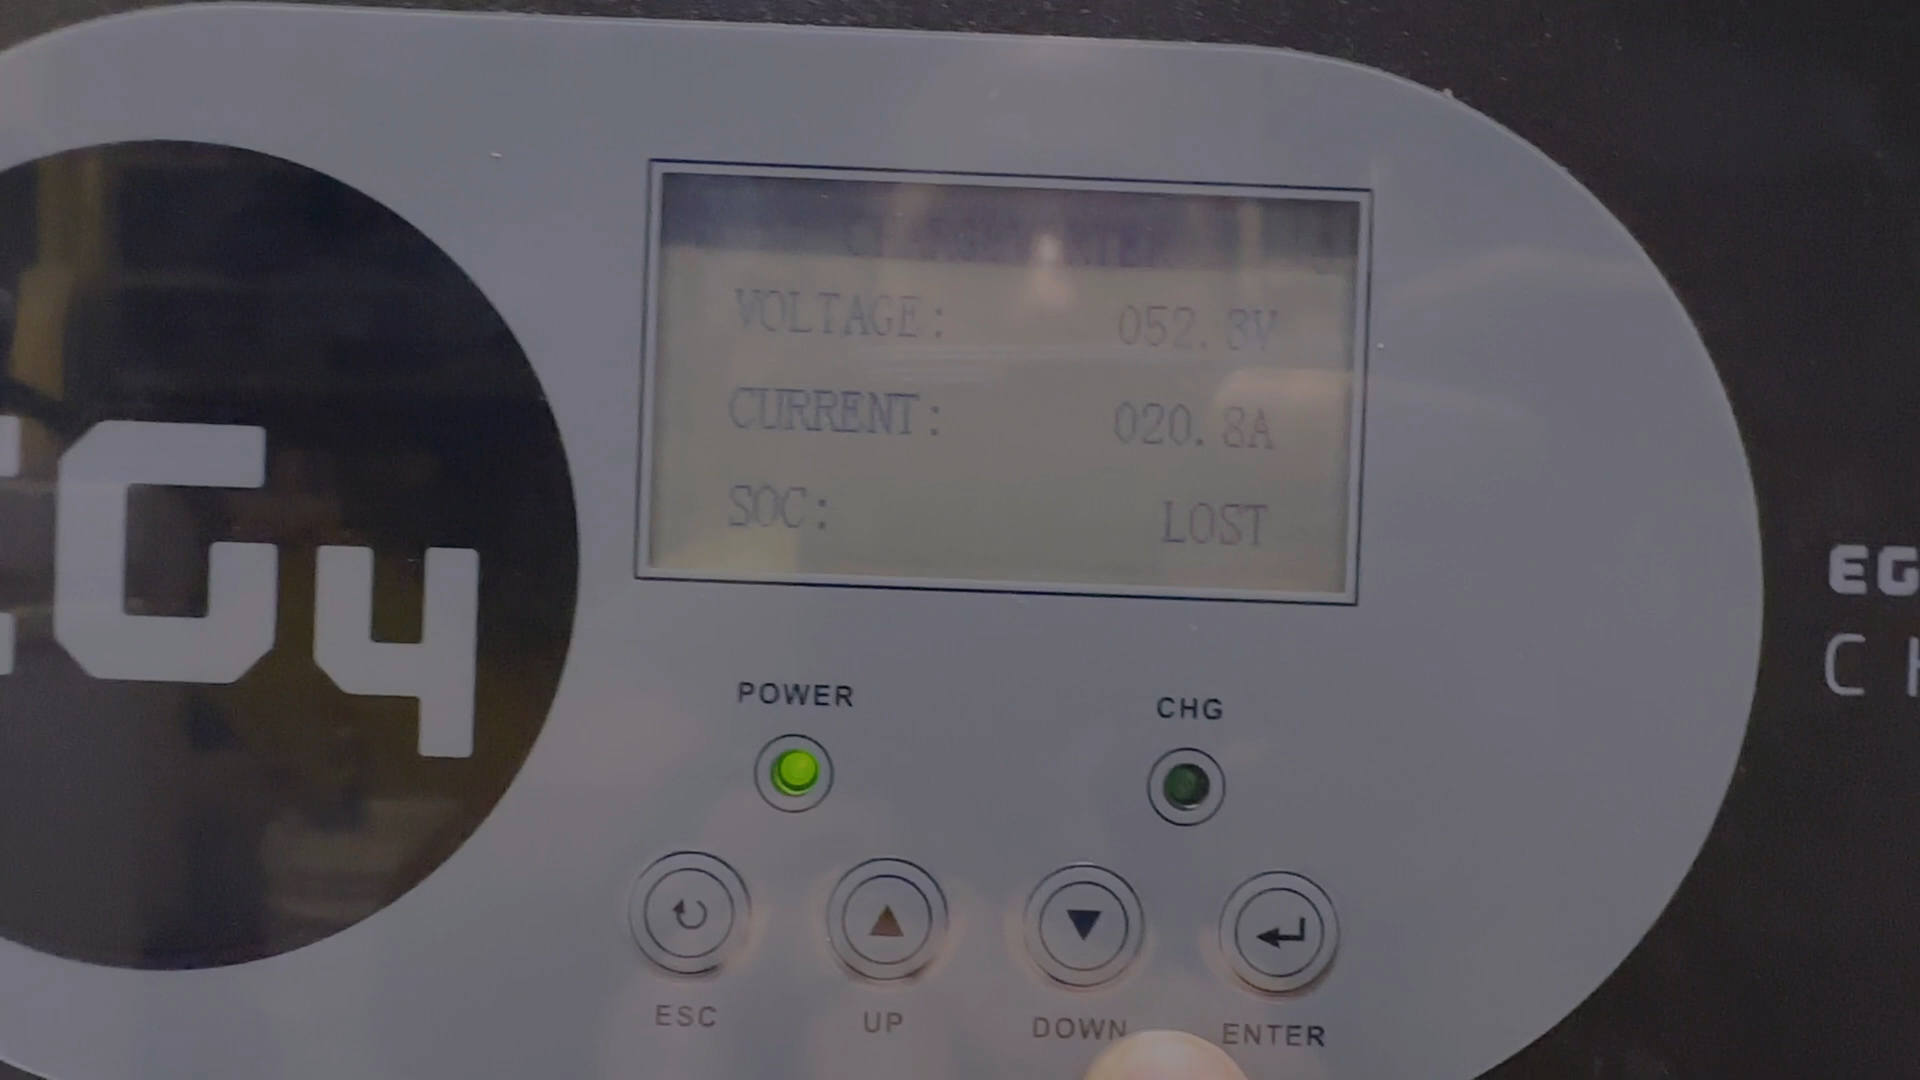 VOLTAGE: 052.3V
CURRENT: 020.8A
SOC: LOST
POWER CHG
ESC UP DOWN ENTER